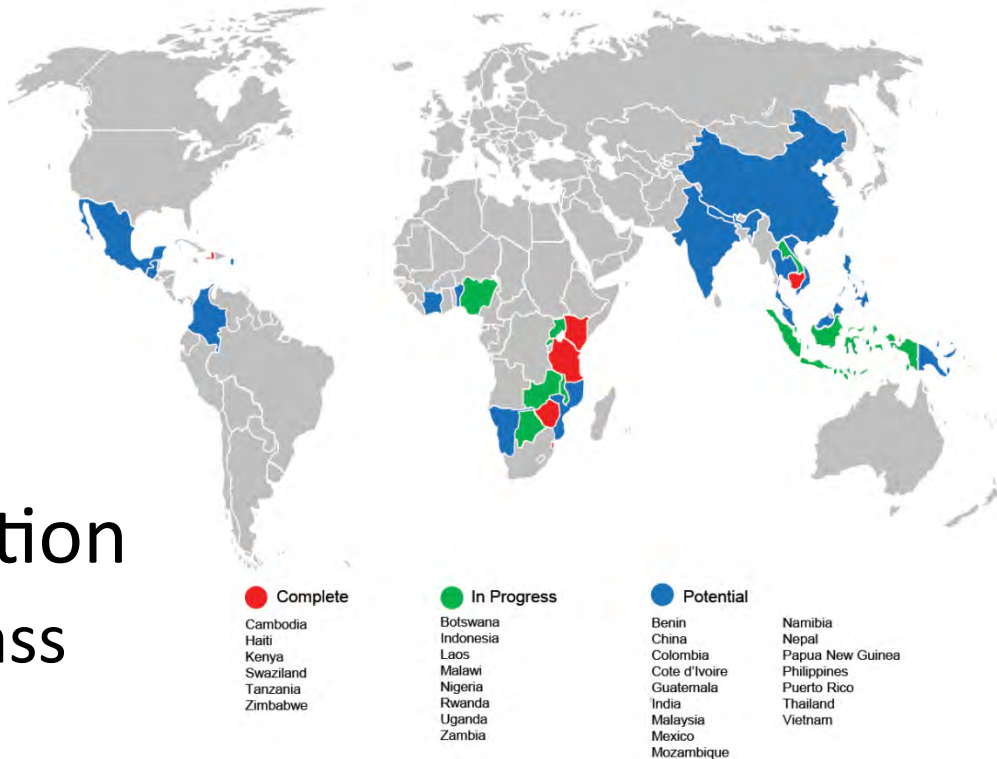 tion
ass
Complete
Cambodia
Haiti
Kenya
Swaziland
Tanzania
Zimbabwe
In Progress
Botswana
Indonesia
Laos
Malawi
Nigeria
Rwanda
Uganda
Zambia
Potential
Benin
China
Colombia
Cote d'Ivoire
Guatemala
India
Malaysia
Mexico
Mozambique
Namibia
Nepal
Papua New Guinea
Philippines
Puerto Rico
Thailand
Vietnam